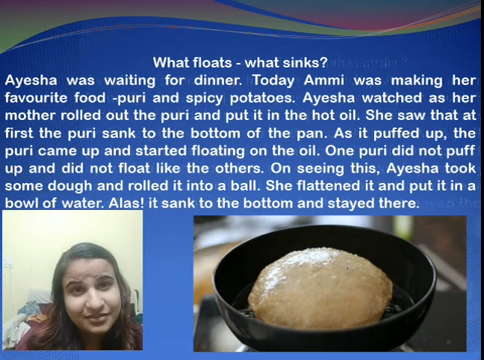 What floats - what sinks?
Ayesha was waiting for dinner. Today Ammi was making her
favourite food -puri and spicy potatoes. Ayesha watched as her
mother rolled out the puri and put it in the hot oil. She saw that at
first the puri sank to the bottom of the pan. As it puffed up, the
puri came up and started floating on the oil. One puri did not puff
up and did not float like the others. On seeing this, Ayesha took
some dough and rolled it into a ball. She flattened it and put it in a
bowl of water. Alas! it sank to the bottom and stayed there.